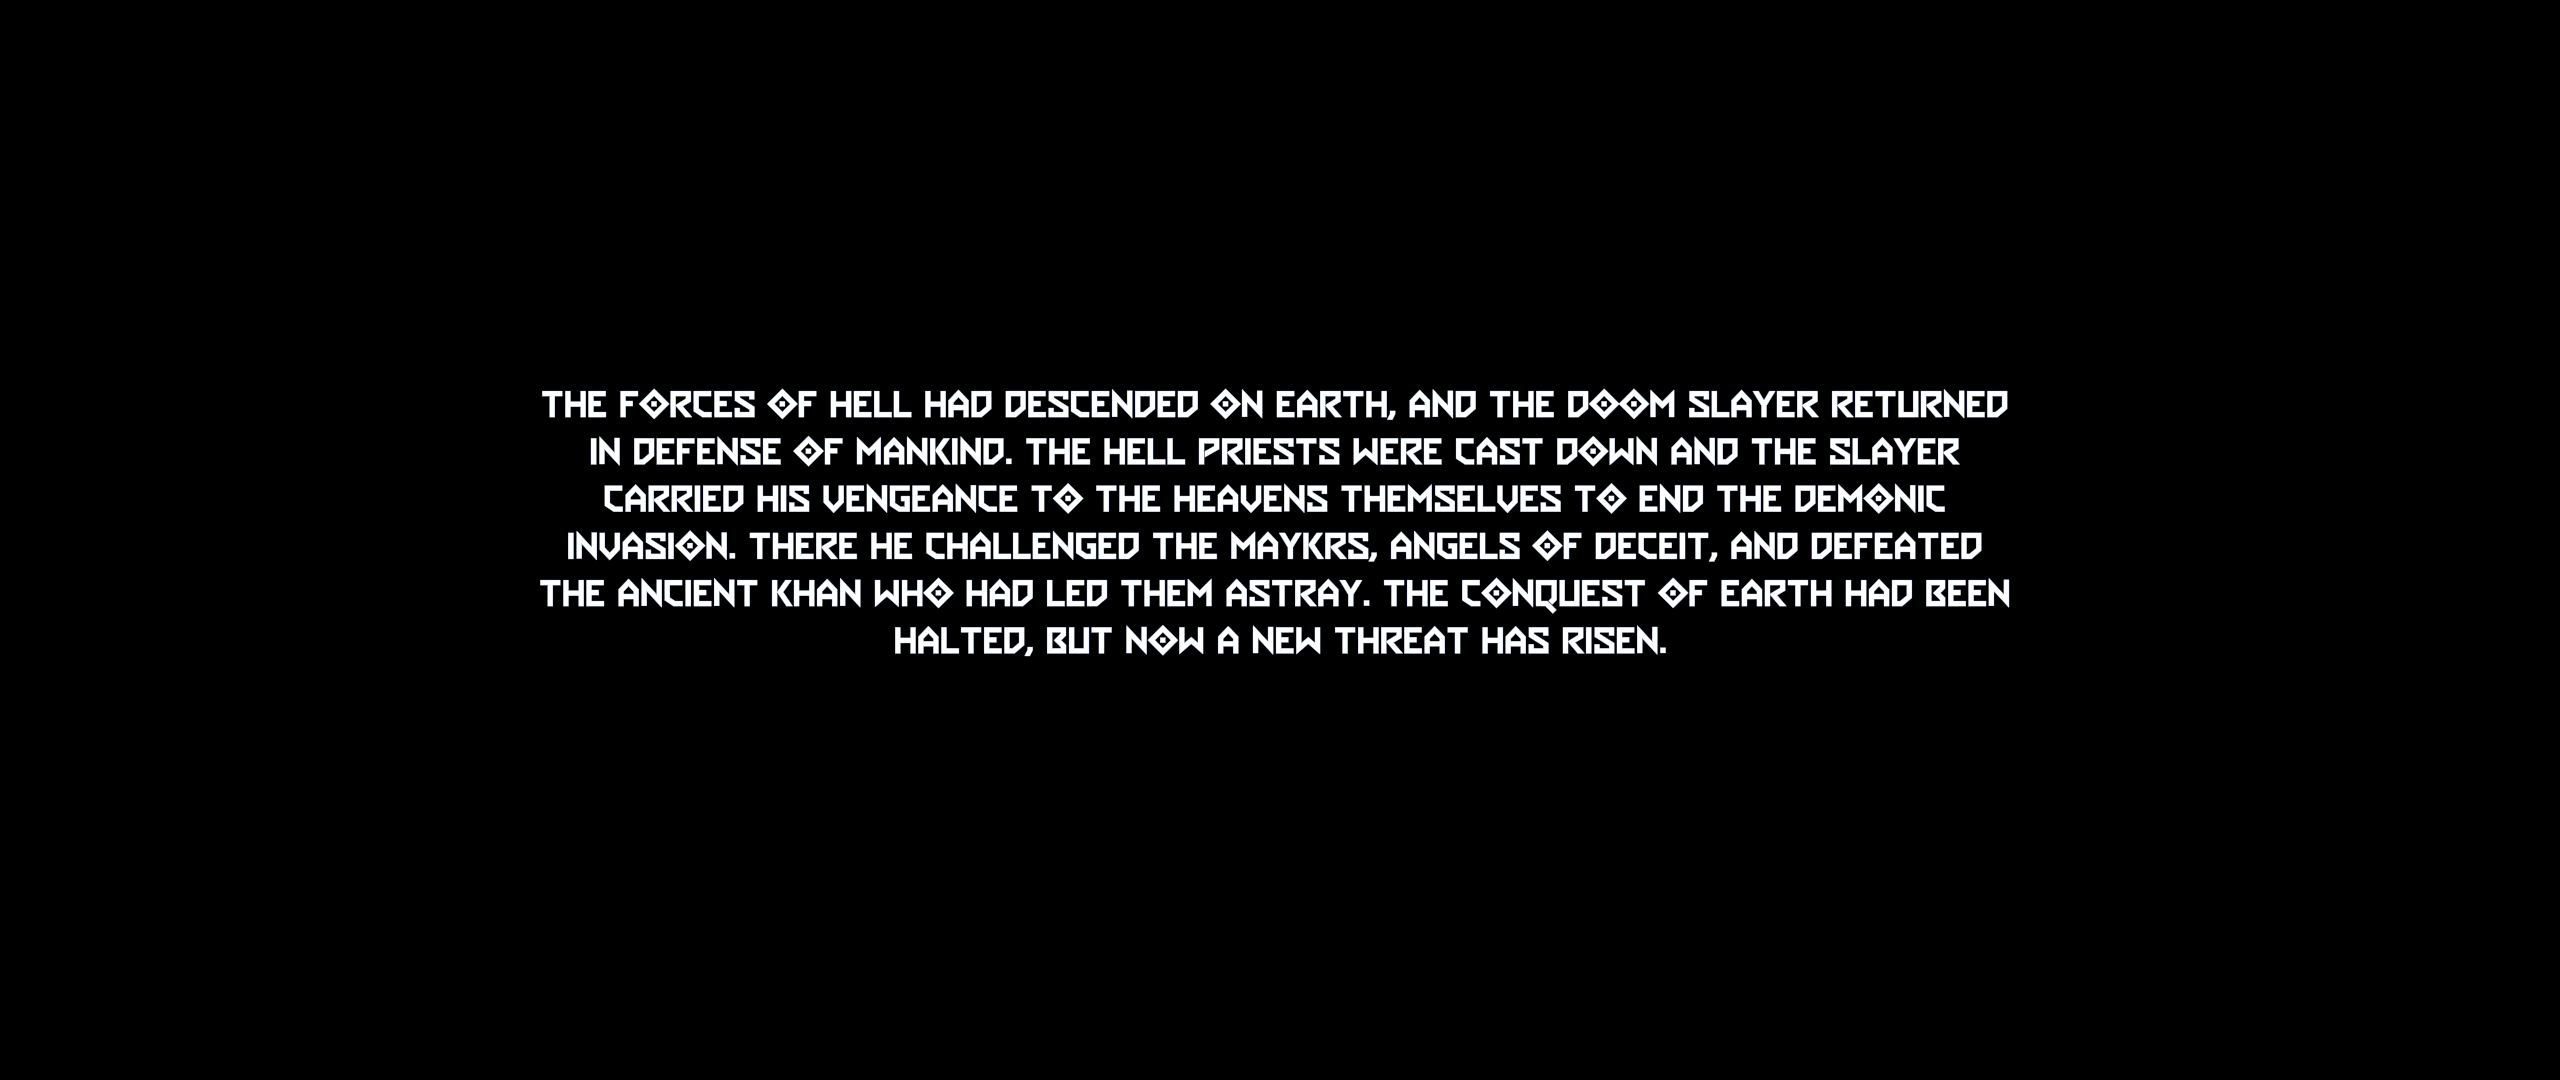 THE FORCES OF HELL HAD DESCENDED ON EARTH, AND THE DOOM SLAYER RETURNED
IN DEFENSE OF MANKIND. THE HELL PRIESTS WERE CAST DOWN AND THE SLAYER
CARRIED HIS VENGEANCE TO THE HEAVENS THEMSELVES TO END THE DEMONIC
INVASION. THERE HE CHALLENGED THE MAYKRS, ANGELS OF DECEIT, AND DEFEATED
THE ANCIENT KHAN WHO HAD LED THEM ASTRAY. THE CONQUEST OF EARTH HAD BEEN
HALTED, BUT NOW A NEW THREAT HAS RISEN.